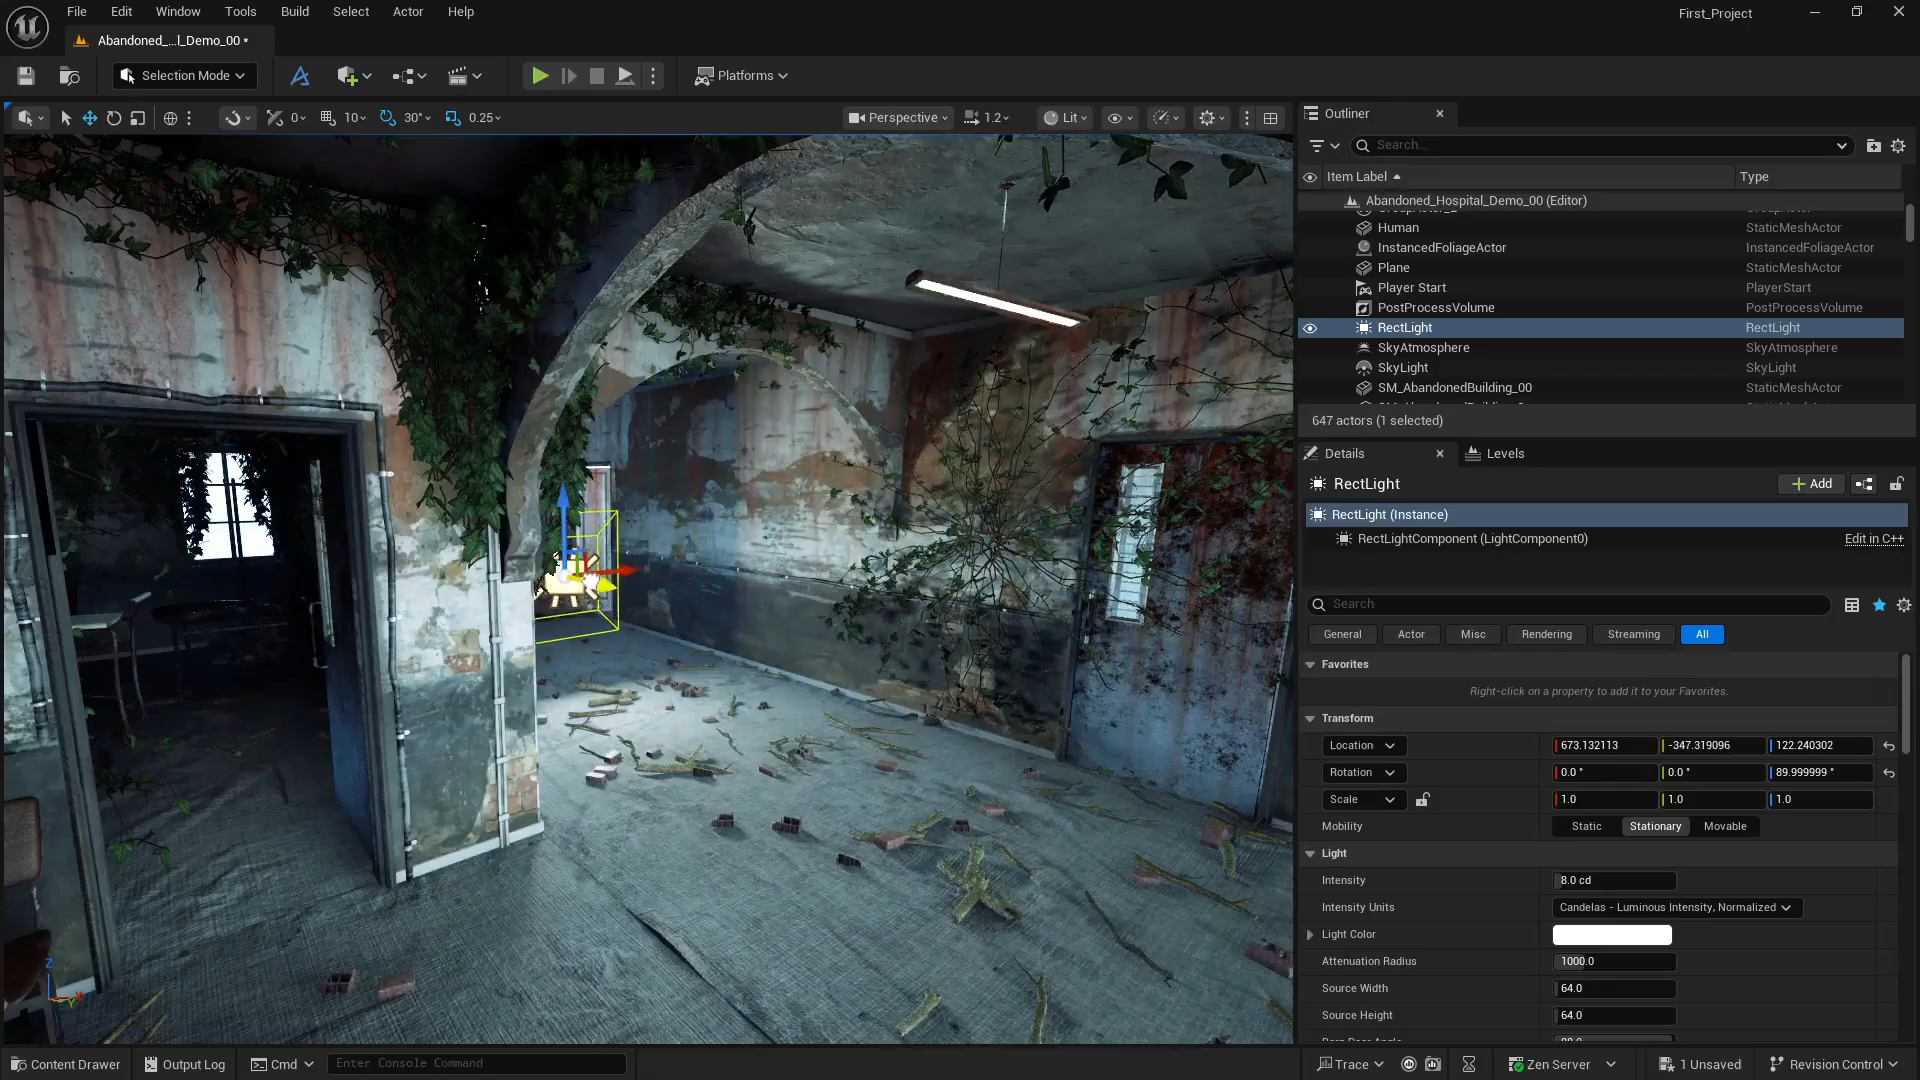 File Edit Window Tools Build Select Actor Help
First_Project
Abandoned_...l_Demo_00 •
Selection Mode
Platforms
0
10
30°
0.25
Perspective
1.2
Lit
Outliner
Search...
Item Label
Type
Abandoned_Hospital_Demo_00 (Editor)
Human StaticMeshActor
InstancedFoliageActor InstancedFoliageActor
Plane StaticMeshActor
Player Start PlayerStart
PostProcessVolume PostProcessVolume
RectLight RectLight
SkyAtmosphere SkyAtmosphere
SkyLight SkyLight
SM_AbandonedBuilding_00 StaticMeshActor
647 actors (1 selected)
Details
Levels
RectLight
Add
RectLight (Instance)
RectLightComponent (LightComponent0)
Edit in C++
Search
General Actor Misc Rendering Streaming All
Favorites
Right-click on a property to add it to your Favorites.
Transform
Location 673.132113 -347.319096 122.240302
Rotation 0.0 ° 0.0 ° 89.999999 °
Scale 1.0 1.0 1.0
Mobility Static Stationary Movable
Light
Intensity 8.0 cd
Intensity Units Candelas - Luminous Intensity, Normalized
Light Color
Attenuation Radius 1000.0
Source Width 64.0
Source Height 64.0
Z
X
Y
Content Drawer
Output Log
Cmd
Enter Console Command
Trace
Zen Server
1 Unsaved
Revision Control